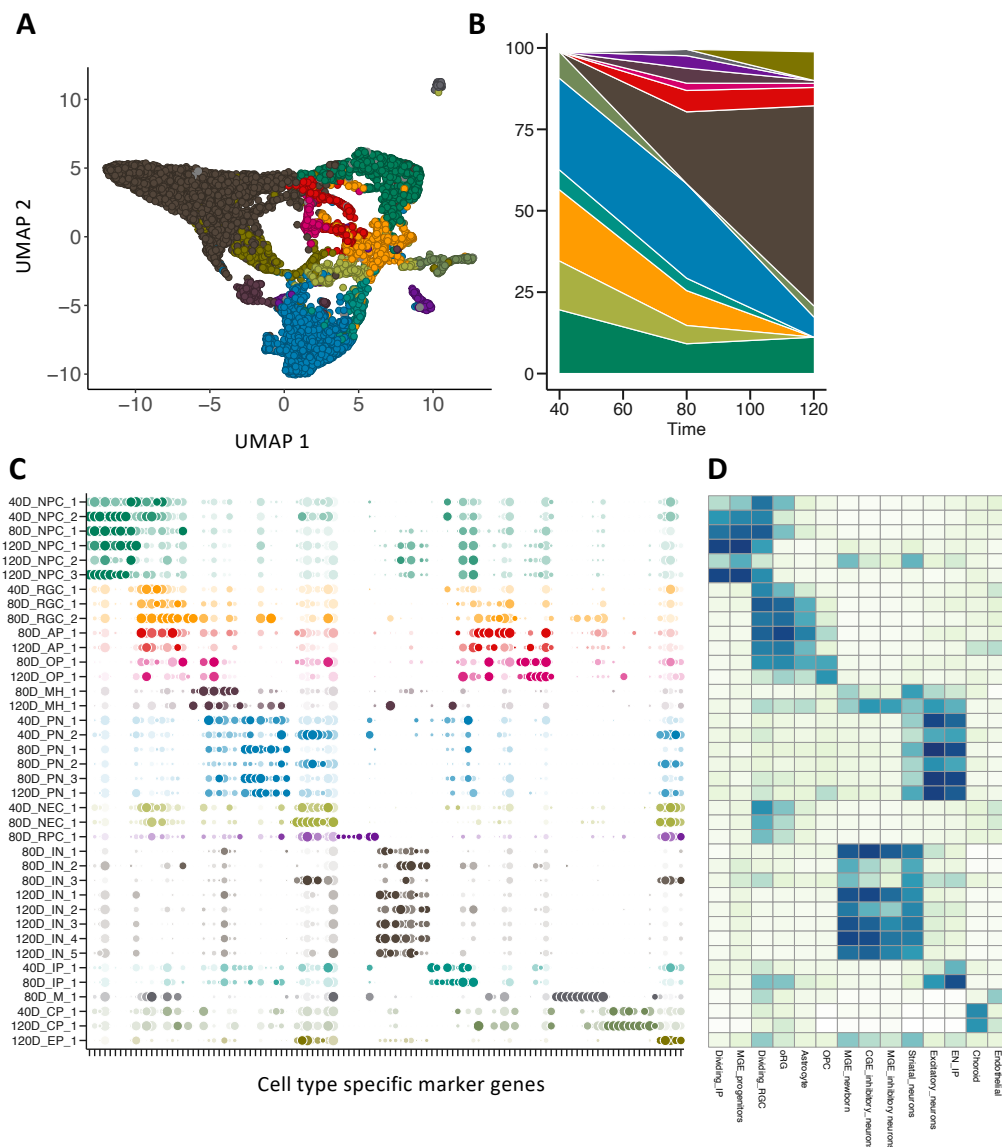 A
B
10
5
0
−5
−10
UMAP 2
−10
−5
0
5
10
UMAP 1
100
75
50
25
0
40
60
80
100
120
Time
C
D
40D_NPC_1
40D_NPC_2
80D_NPC_1
120D_NPC_1
120D_NPC_2
120D_NPC_3
40D_RGC_1
80D_RGC_1
80D_RGC_2
80D_AP_1
120D_AP_1
80D_OP_1
120D_OP_1
80D_MH_1
120D_MH_1
40D_PN_1
40D_PN_2
80D_PN_1
80D_PN_2
80D_PN_3
120D_PN_1
40D_NEC_1
80D_NEC_1
80D_RPC_1
80D_IN_1
80D_IN_2
80D_IN_3
120D_IN_1
120D_IN_2
120D_IN_3
120D_IN_4
120D_IN_5
40D_IP_1
80D_IP_1
80D_M_1
40D_CP_1
120D_CP_1
120D_EP_1
Cell type specific marker genes
Dividing_IP
MGE_progenitors
Dividing_RGC
oRG
Astrocyte
OPC
MGE_newborn
CGE_inhibitory_neurons
MGE_inhibitory neurons
Striatal_neurons
Excitatory_neurons
EN_IP
Choroid
Endothelial